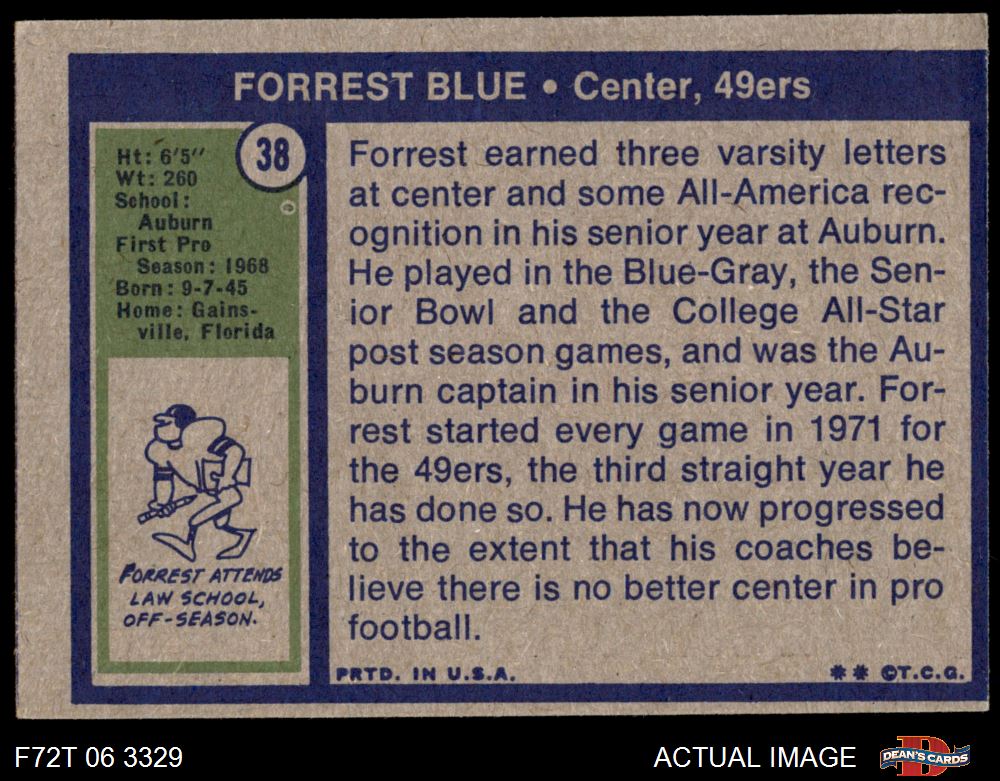 FORREST BLUE • Center, 49ers
38
Ht: 6'5"
Wt: 260
School:
Auburn
First Pro
Season: 1968
Born: 9-7-45
Home: Gains-
ville, Florida
FORREST ATTENDS
LAW SCHOOL,
OFF-SEASON.
Forrest earned three varsity letters
at center and some All-America rec-
ognition in his senior year at Auburn.
He played in the Blue-Gray, the Sen-
ior Bowl and the College All-Star
post season games, and was the Au-
burn captain in his senior year. For-
rest started every game in 1971 for
the 49ers, the third straight year he
has done so. He has now progressed
to the extent that his coaches be-
lieve there is no better center in pro
football.
PRTD. IN U.S.A.
** ©T.C.G.
F72T 06 3329
ACTUAL IMAGE
DEAN'S CARDS